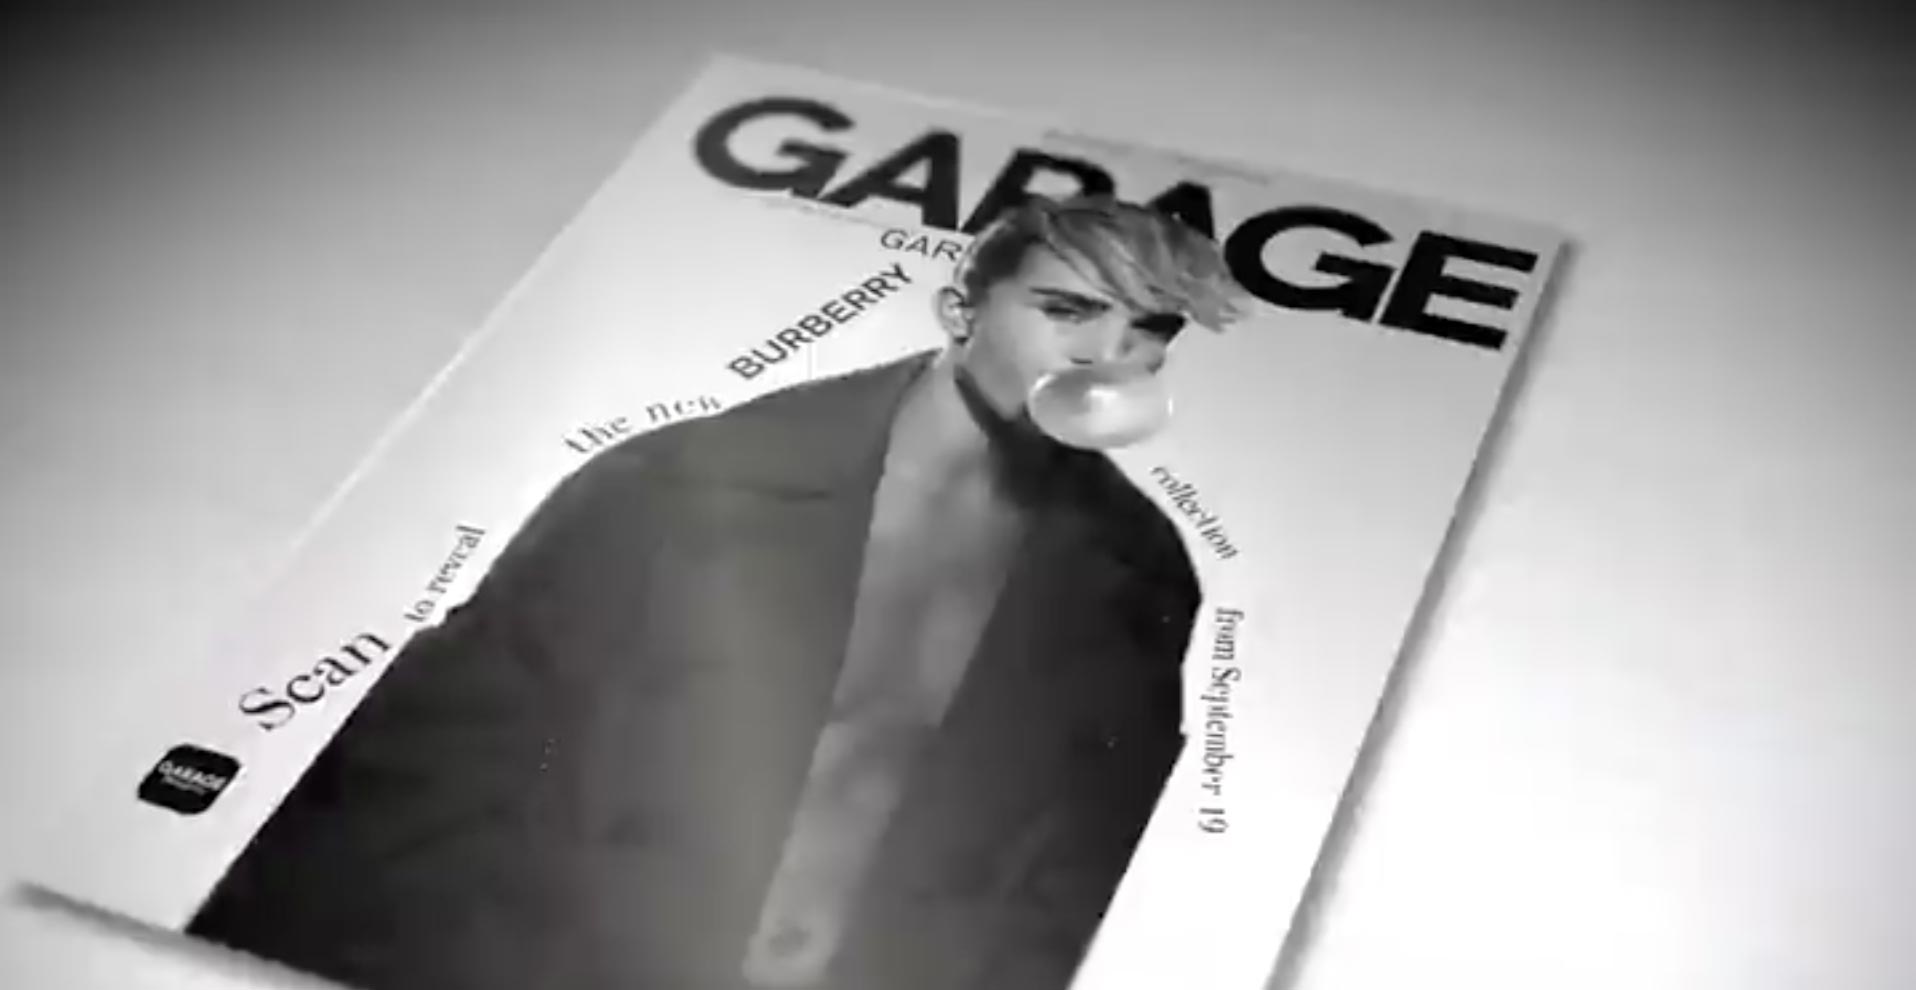 GARAGE
GAR
BURBERRY
the new
Scan to reveal
collection
from September 19
GARAGE